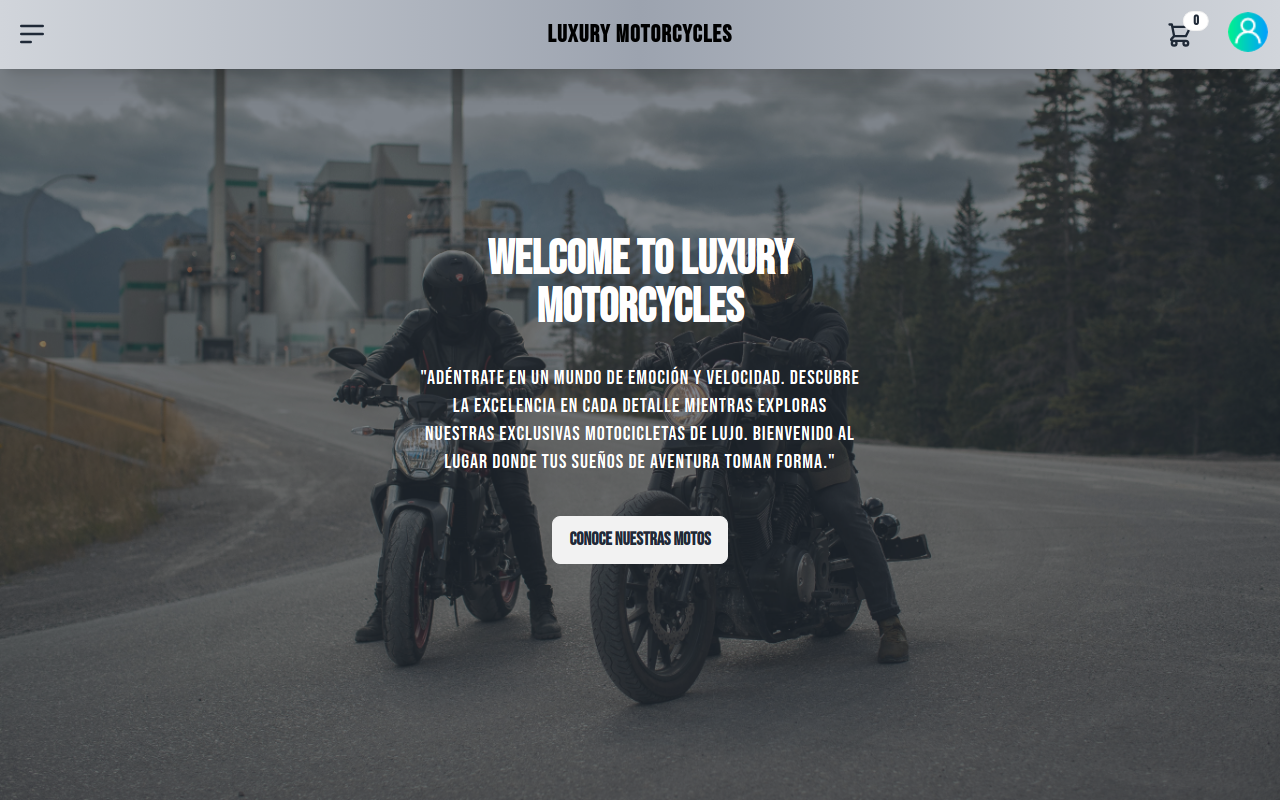 LUXURY MOTORCYCLES
0
WELCOME TO LUXURY
MOTORCYCLES
"ADÉNTRATE EN UN MUNDO DE EMOCIÓN Y VELOCIDAD. DESCUBRE
LA EXCELENCIA EN CADA DETALLE MIENTRAS EXPLORAS
NUESTRAS EXCLUSIVAS MOTOCICLETAS DE LUJO. BIENVENIDO AL
LUGAR DONDE TUS SUEÑOS DE AVENTURA TOMAN FORMA."
CONOCE NUESTRAS MOTOS